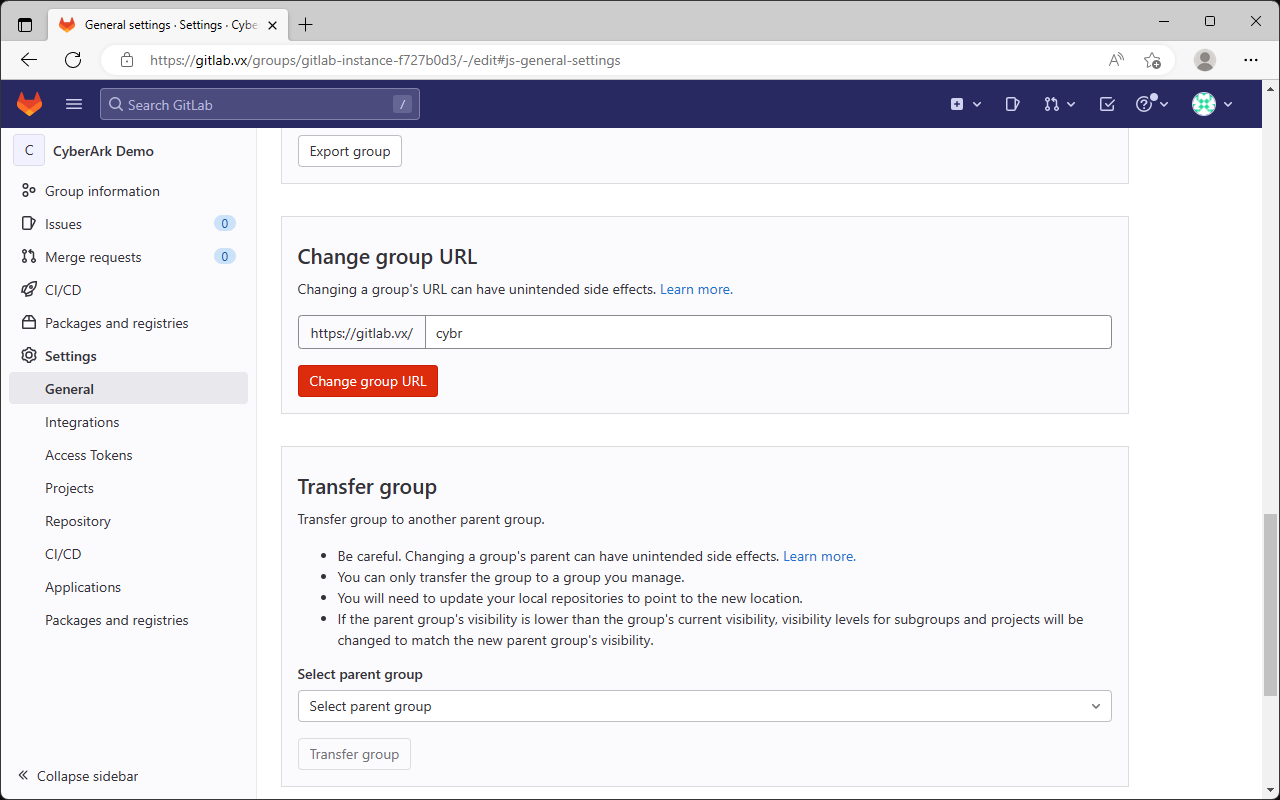 General settings · Settings · Cybe
https://gitlab.vx/groups/gitlab-instance-f727b0d3/-/edit#js-general-settings
Search GitLab /
C CyberArk Demo
Group information
Issues 0
Merge requests 0
CI/CD
Packages and registries
Settings
General
Integrations
Access Tokens
Projects
Repository
CI/CD
Applications
Packages and registries
Collapse sidebar
Export group
Change group URL
Changing a group's URL can have unintended side effects. Learn more.
https://gitlab.vx/ cybr
Change group URL
Transfer group
Transfer group to another parent group.
• Be careful. Changing a group's parent can have unintended side effects. Learn more.
• You can only transfer the group to a group you manage.
• You will need to update your local repositories to point to the new location.
• If the parent group's visibility is lower than the group's current visibility, visibility levels for subgroups and projects will be
changed to match the new parent group's visibility.
Select parent group
Select parent group
Transfer group